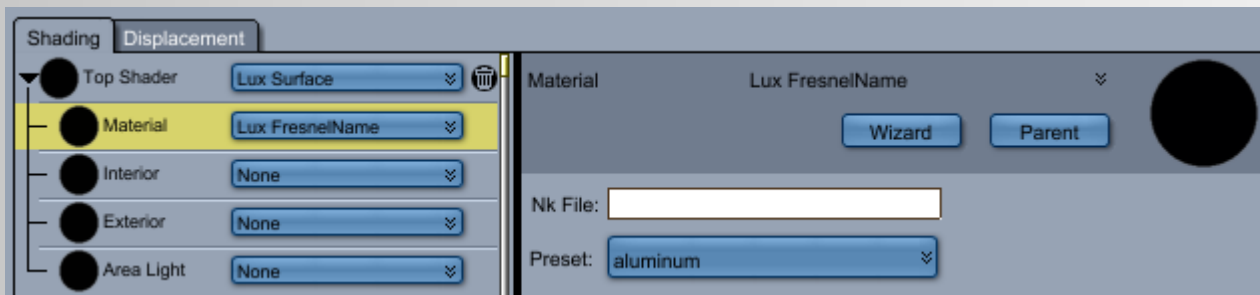 Shading Displacement
Top Shader Lux Surface
Material Lux FresnelName
Interior None
Exterior None
Area Light None
Material Lux FresnelName
Wizard Parent
Nk File:
Preset: aluminum